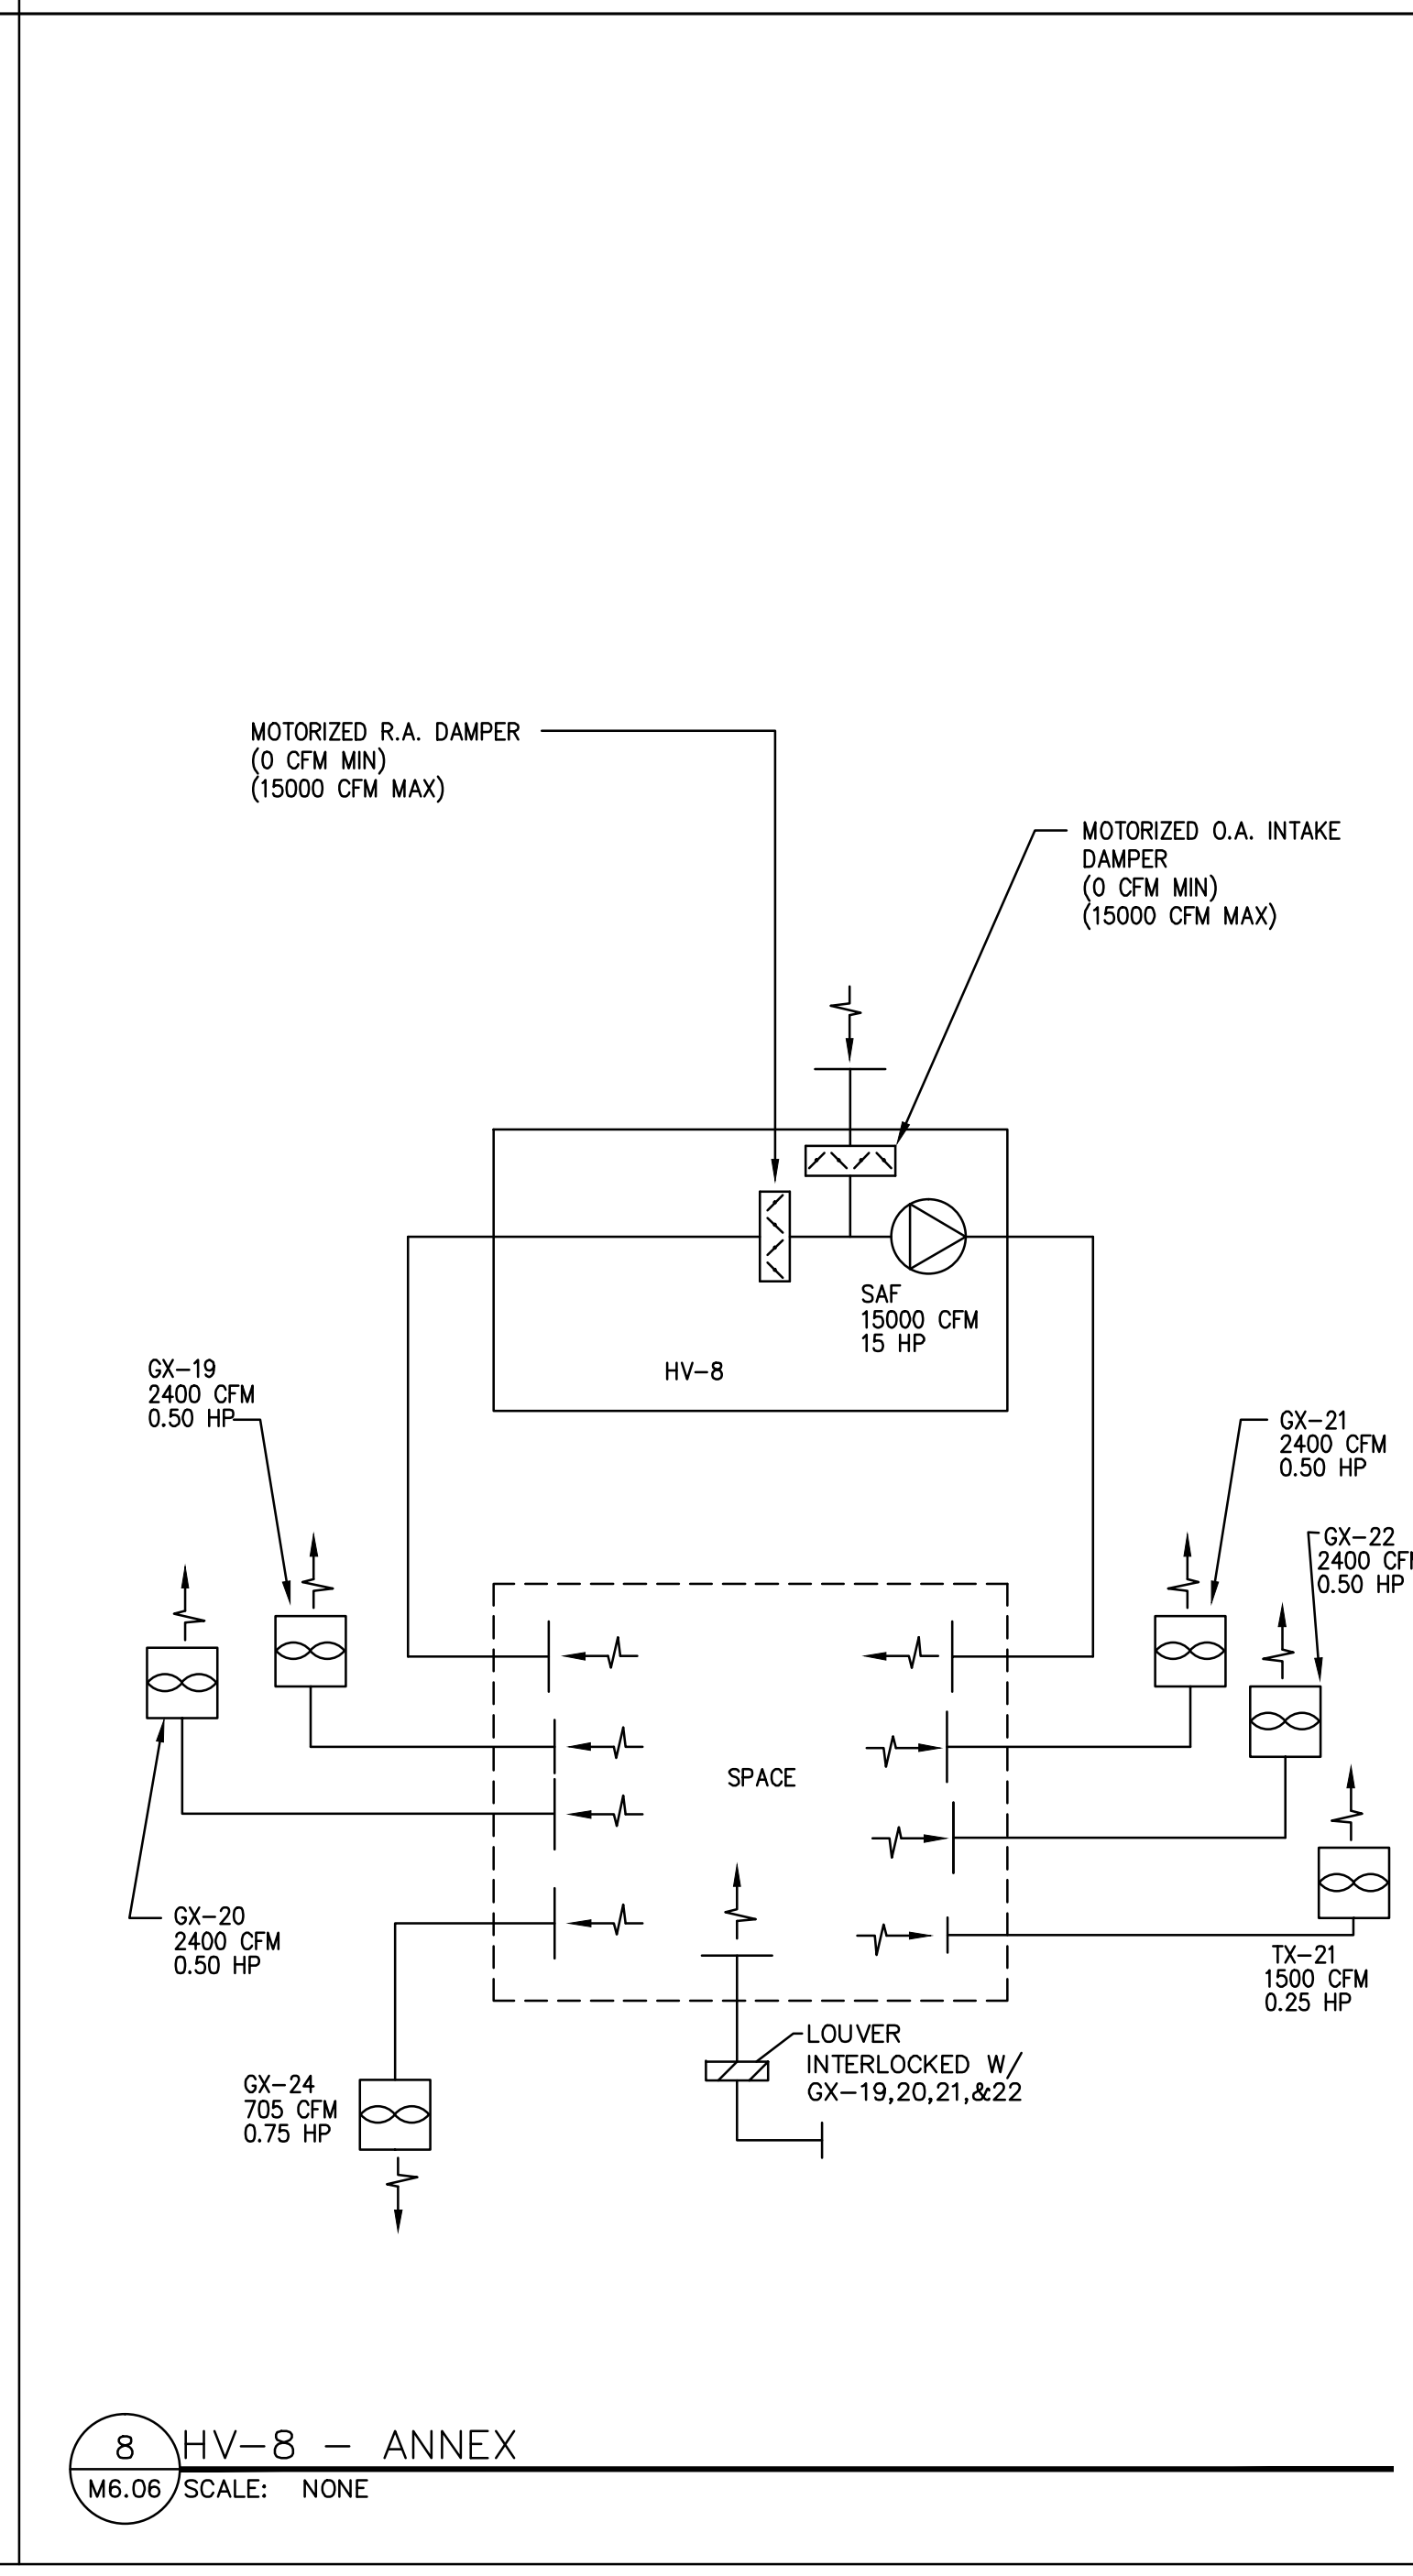 MOTORIZED R.A. DAMPER
(0 CFM MIN)
(15000 CFM MAX)
MOTORIZED O.A. INTAKE
DAMPER
(0 CFM MIN)
(15000 CFM MAX)
SAF
15000 CFM
15 HP
HV-8
GX-19
2400 CFM
0.50 HP
GX-21
2400 CFM
0.50 HP
GX-22
2400 CFM
0.50 HP
SPACE
GX-20
2400 CFM
0.50 HP
TX-21
1500 CFM
0.25 HP
LOUVER
INTERLOCKED W/
GX-19,20,21,&22
GX-24
705 CFM
0.75 HP
8
HV-8 - ANNEX
M6.06
SCALE: NONE